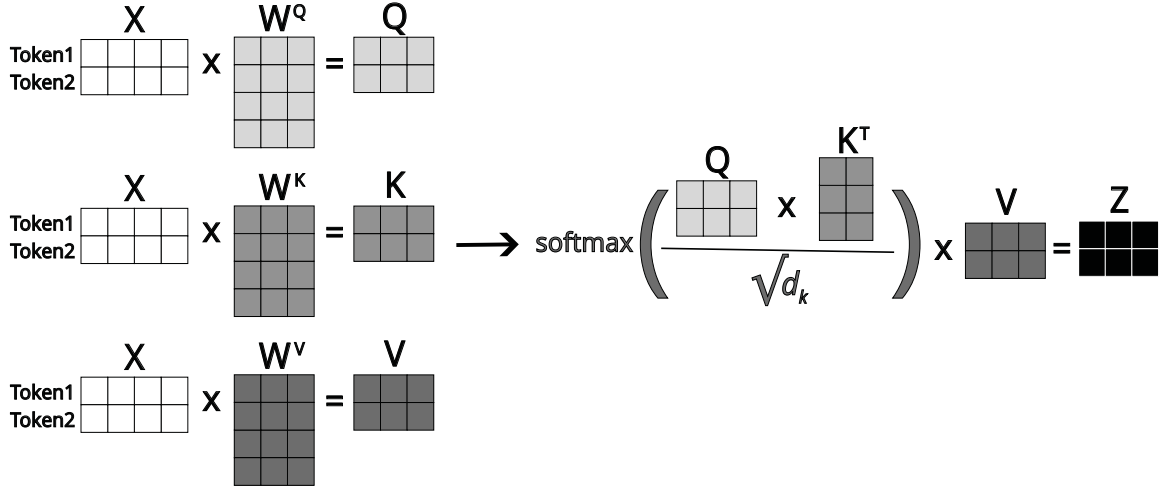 X x W^Q = Q
Token1
Token2
X x W^K = K
Token1
Token2
X x W^V = V
Token1
Token2
softmax ( Q x K^T / √d_k ) x V = Z